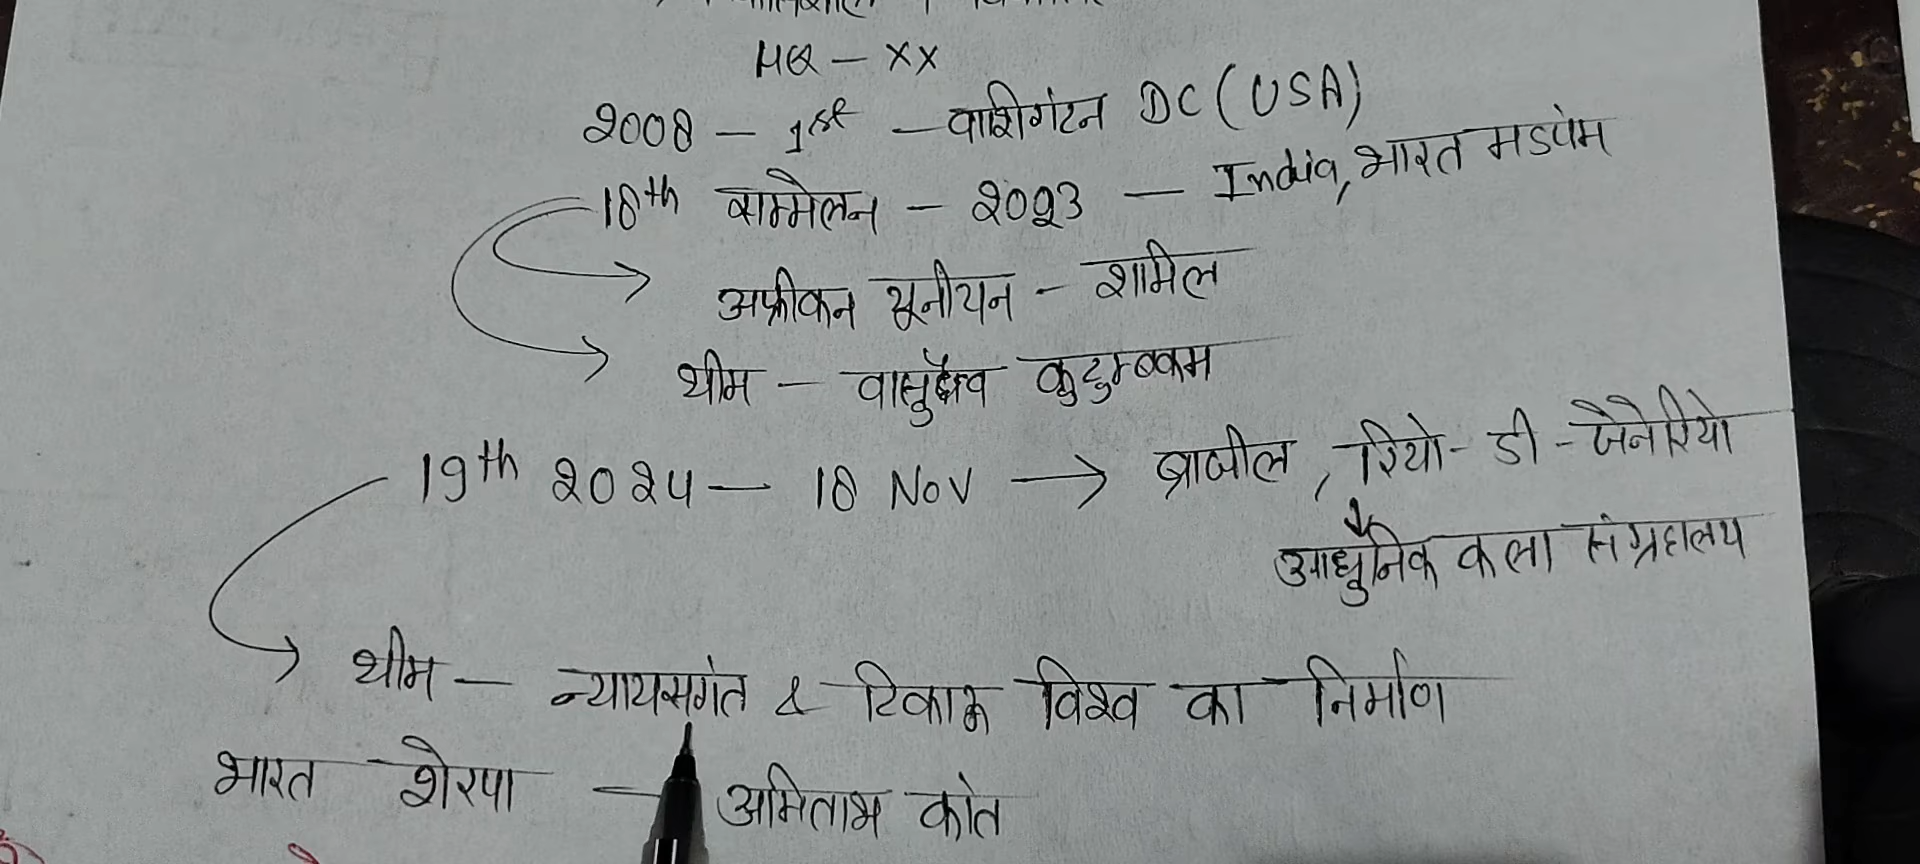 HQ - XX
2008 - 1st - वाशिगंटन DC (USA)
18th सम्मेलन - 2023 - India, भारत मडपम
अफ्रीकन यूनीयन - शामिल
थीम - वासुदैव कुटुम्बकम
19th 2024 - 18 Nov → ब्राजील, रियो-डी-जेनेरियो
आधुनिक कला संग्रहालय
थीम - न्यायसगंत & टिकाऊ विश्व का निर्माण
भारत शेरपा - अमिताभ कांत